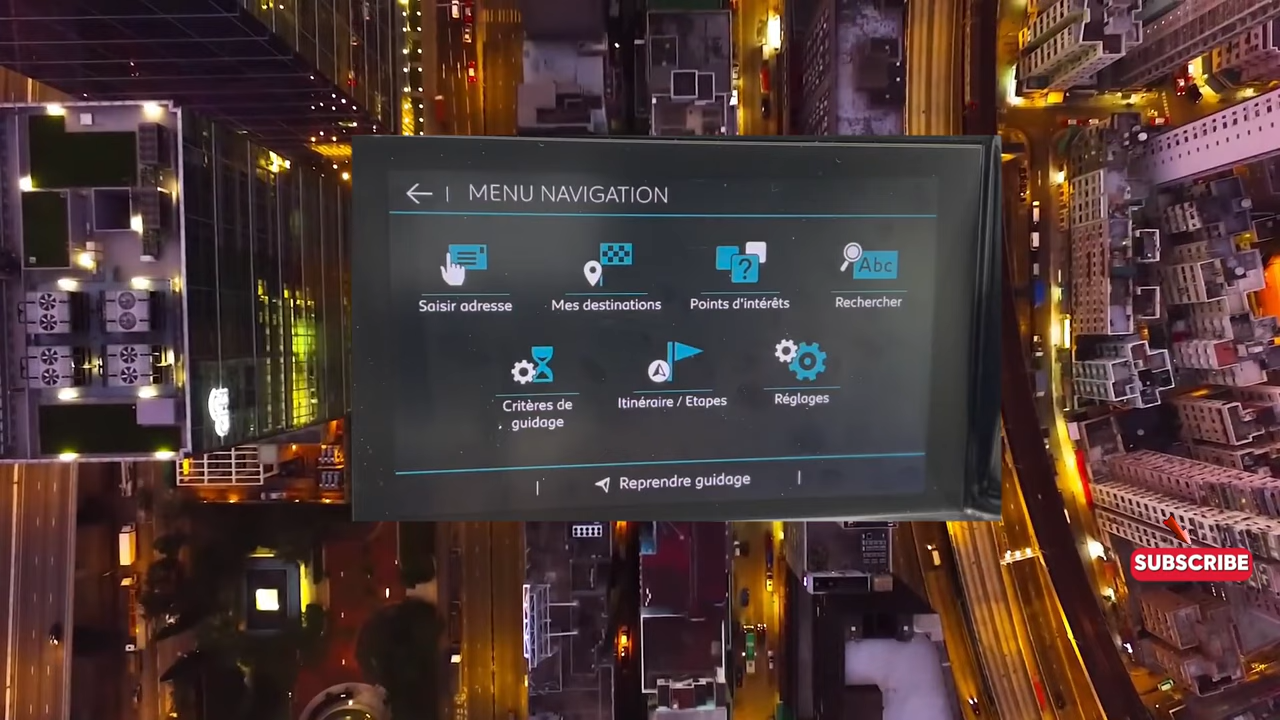 MENU NAVIGATION
Saisir adresse
Mes destinations
Points d'intérêts
Abc
Rechercher
Critères de
guidage
Itinéraire / Etapes
Réglages
Reprendre guidage
SUBSCRIBE